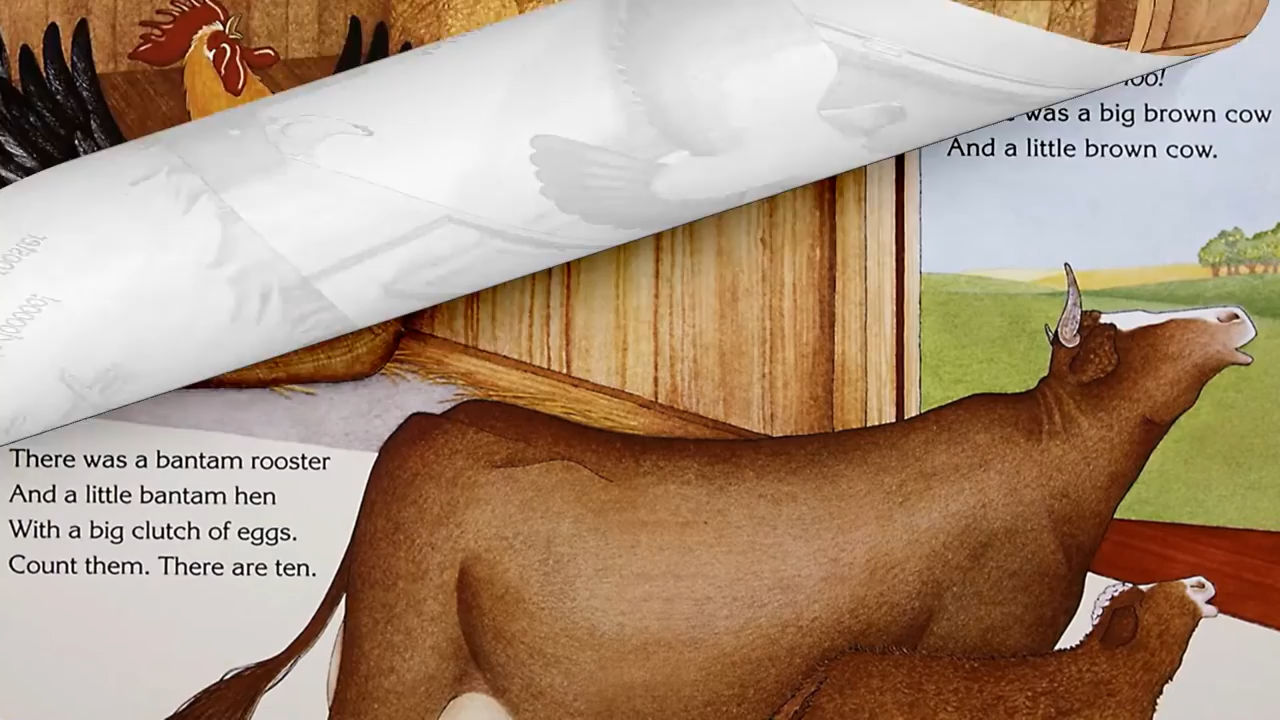 was a big brown cow
And a little brown cow.
There was a bantam rooster
And a little bantam hen
With a big clutch of eggs.
Count them. There are ten.